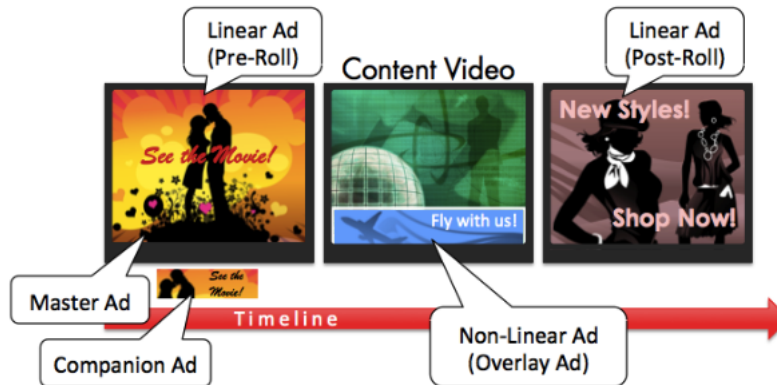 Linear Ad
(Pre-Roll)
Content Video
Linear Ad
(Post-Roll)
See the Movie!
Fly with us!
New Styles!
Shop Now!
Master Ad
See the
Movie!
Timeline
Companion Ad
Non-Linear Ad
(Overlay Ad)